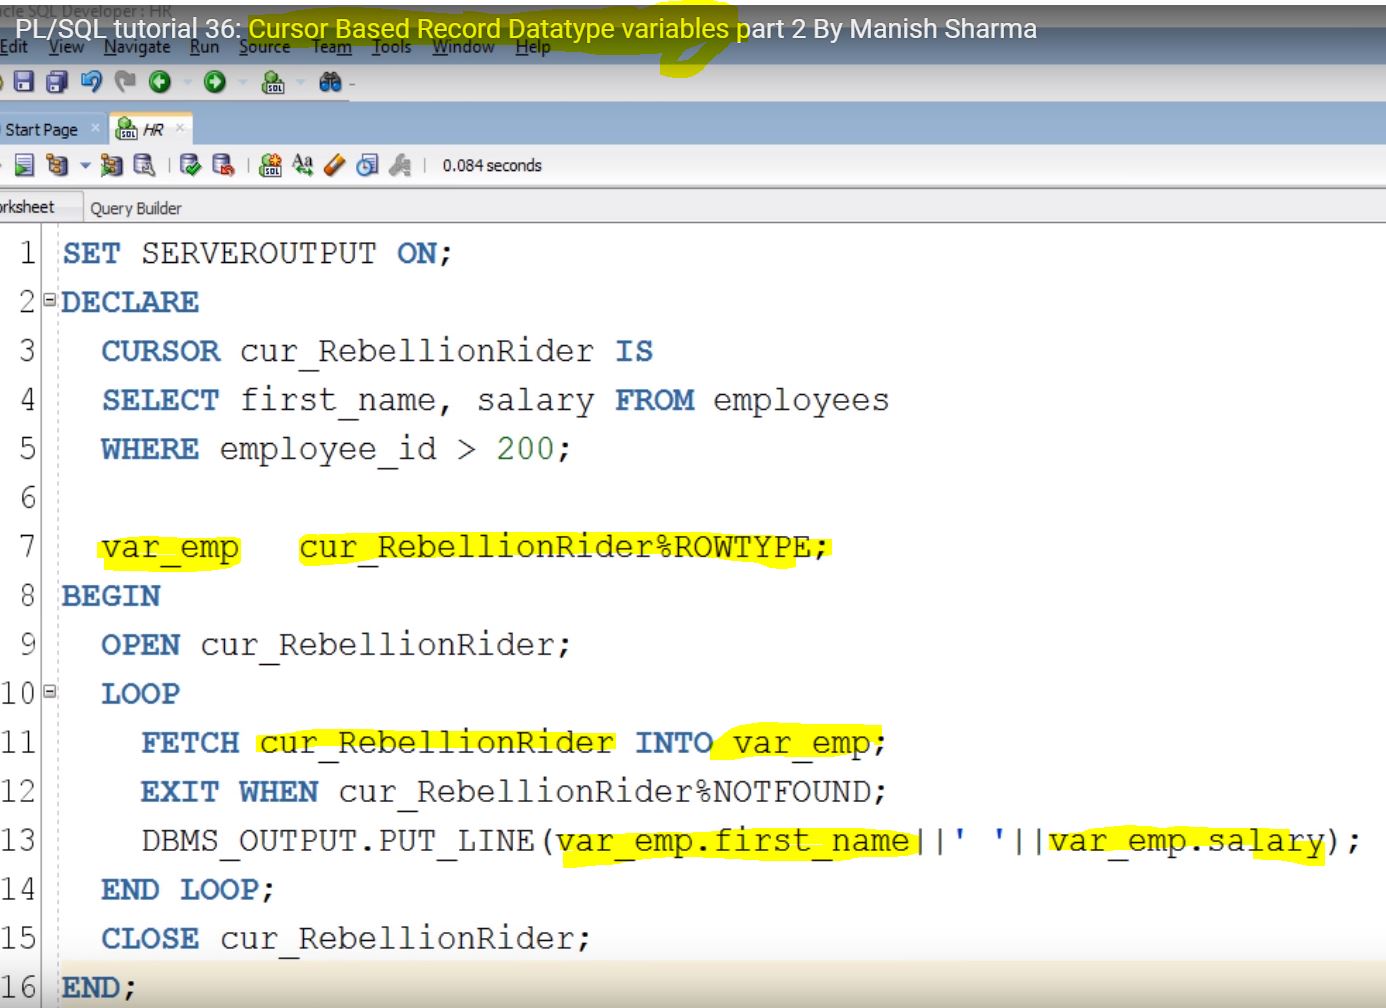 PL/SQL tutorial 36: Cursor Based Record Datatype variables part 2 By Manish Sharma
Edit View Navigate Run Source Team Tools Window Help
Start Page HR
0.084 seconds
orksheet Query Builder
1 SET SERVEROUTPUT ON;
2 DECLARE
3 CURSOR cur_RebellionRider IS
4 SELECT first_name, salary FROM employees
5 WHERE employee_id > 200;
6
7 var_emp cur_RebellionRider%ROWTYPE;
8 BEGIN
9 OPEN cur_RebellionRider;
10 LOOP
11 FETCH cur_RebellionRider INTO var_emp;
12 EXIT WHEN cur_RebellionRider%NOTFOUND;
13 DBMS_OUTPUT.PUT_LINE(var_emp.first_name||' '||var_emp.salary);
14 END LOOP;
15 CLOSE cur_RebellionRider;
16 END;